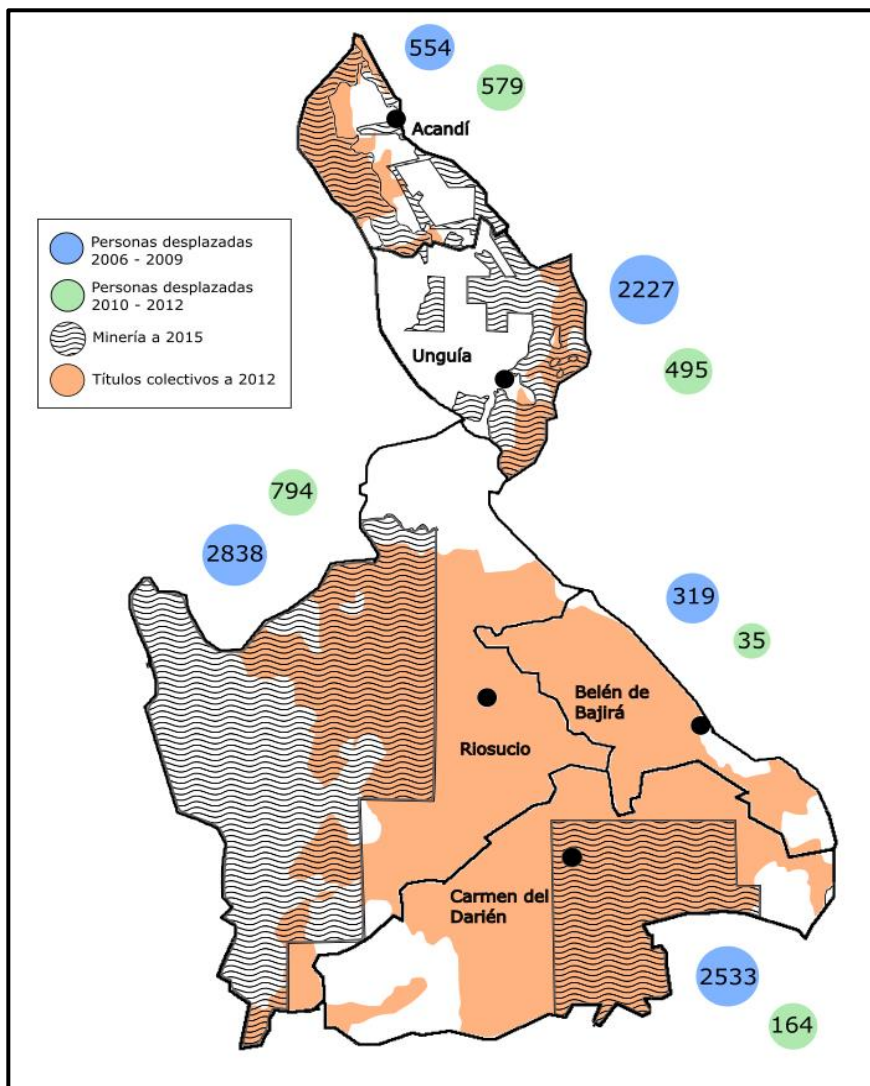 554
579
Acandí
Personas desplazadas
2006 - 2009
Personas desplazadas
2010 - 2012
Minería a 2015
Títulos colectivos a 2012
2227
Unguía
495
794
2838
319
35
Belén de
Bajirá
Riosucio
Carmen del
Darién
2533
164